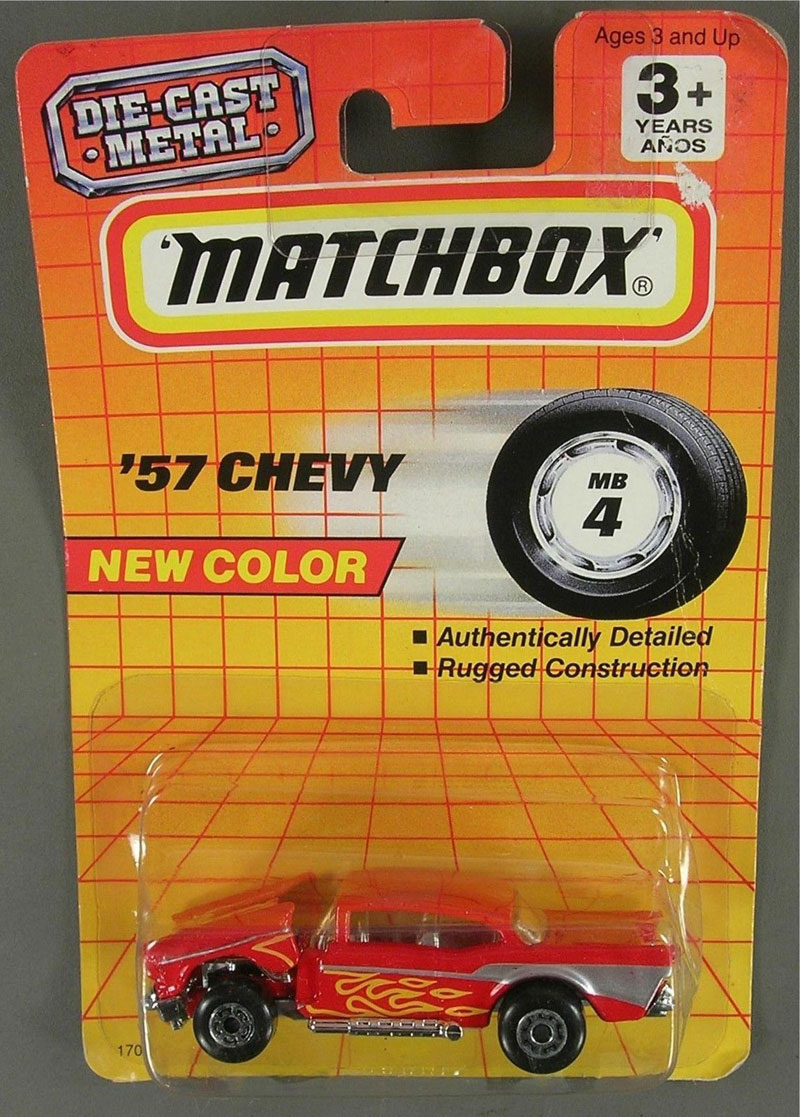 Ages 3 and Up
DIE-CAST
METAL
3+
YEARS
AÑOS
'MATCHBOX'®
'57 CHEVY
MB
4
NEW COLOR
■ Authentically Detailed
■ Rugged Construction
170